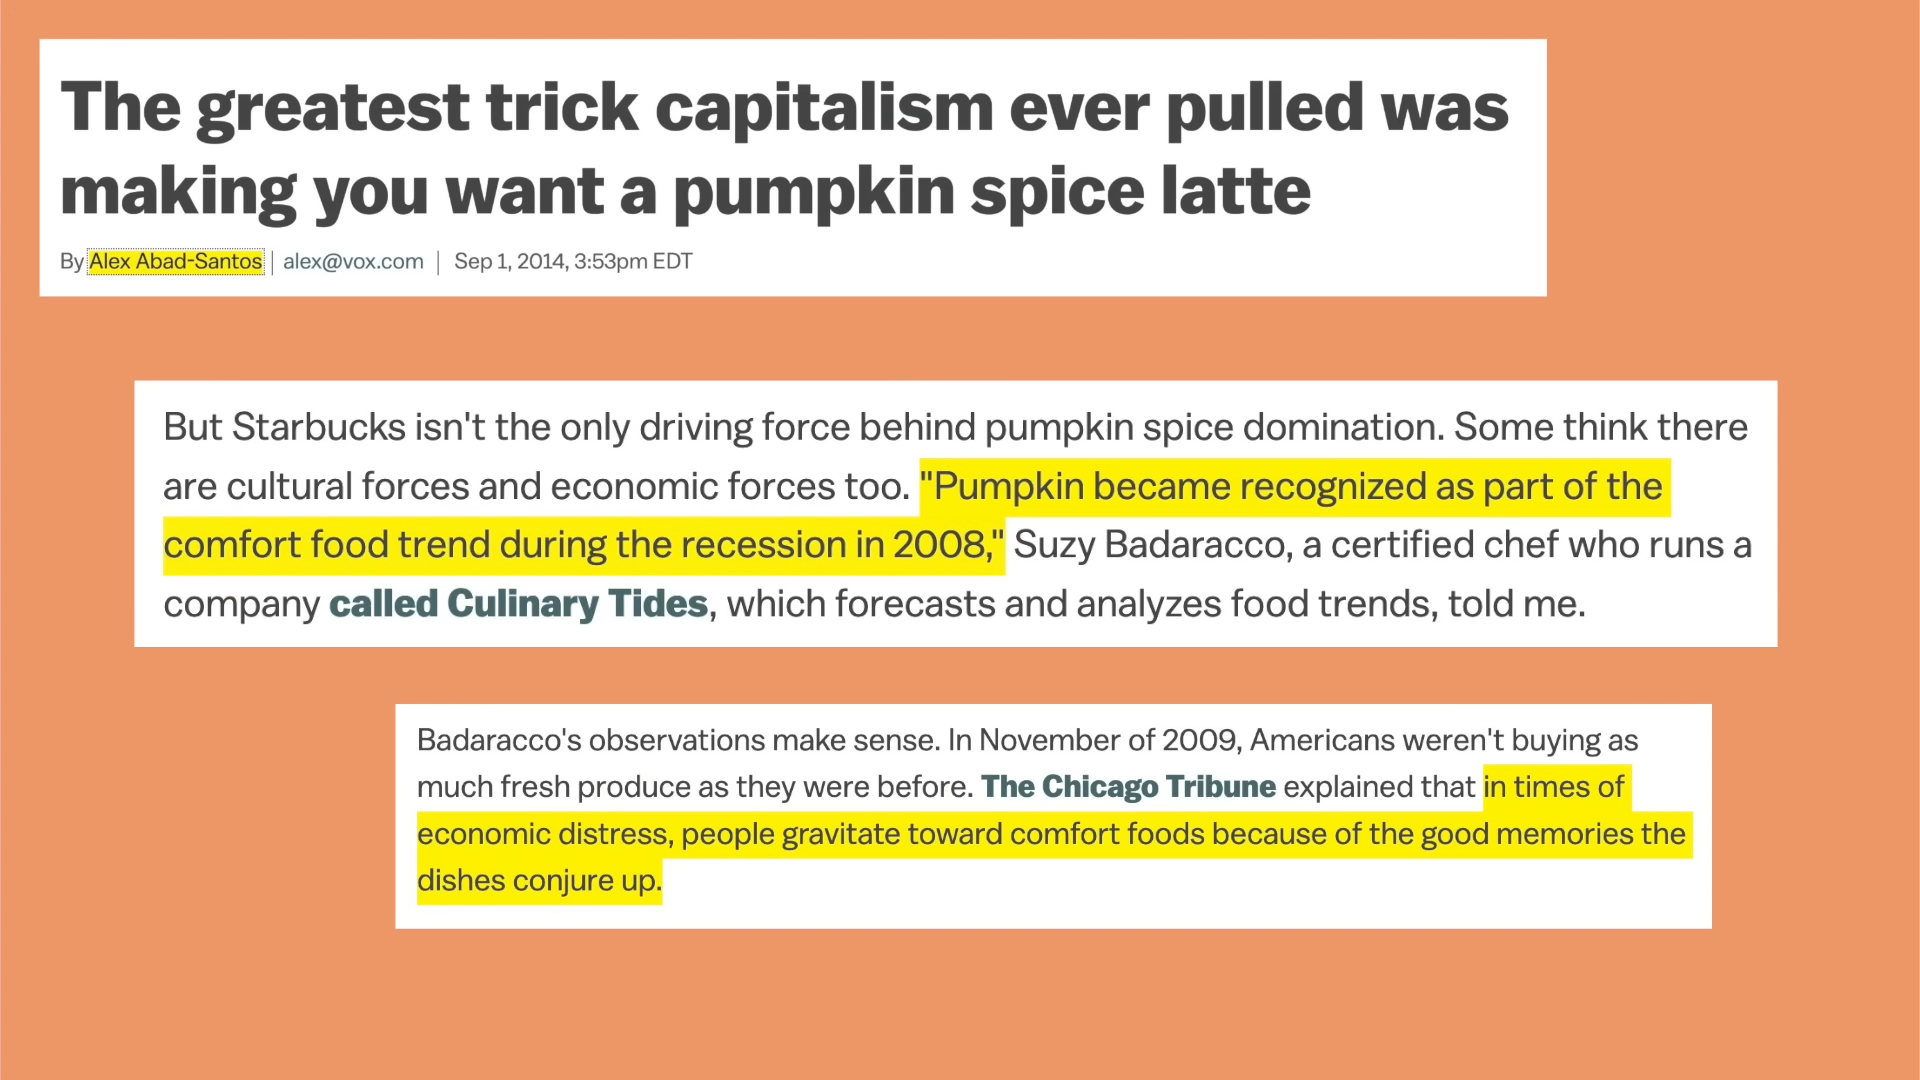 The greatest trick capitalism ever pulled was
making you want a pumpkin spice latte
By Alex Abad-Santos | alex@vox.com | Sep 1, 2014, 3:53pm EDT
But Starbucks isn't the only driving force behind pumpkin spice domination. Some think there
are cultural forces and economic forces too. "Pumpkin became recognized as part of the
comfort food trend during the recession in 2008," Suzy Badaracco, a certified chef who runs a
company called Culinary Tides, which forecasts and analyzes food trends, told me.
Badaracco's observations make sense. In November of 2009, Americans weren't buying as
much fresh produce as they were before. The Chicago Tribune explained that in times of
economic distress, people gravitate toward comfort foods because of the good memories the
dishes conjure up.